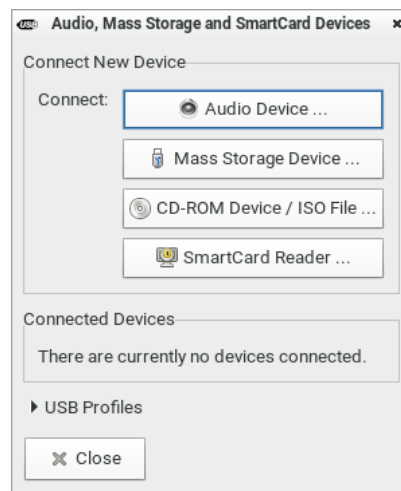 Audio, Mass Storage and SmartCard Devices
Connect New Device
Connect:
Audio Device ...
Mass Storage Device ...
CD-ROM Device / ISO File ...
SmartCard Reader ...
Connected Devices
There are currently no devices connected.
USB Profiles
Close